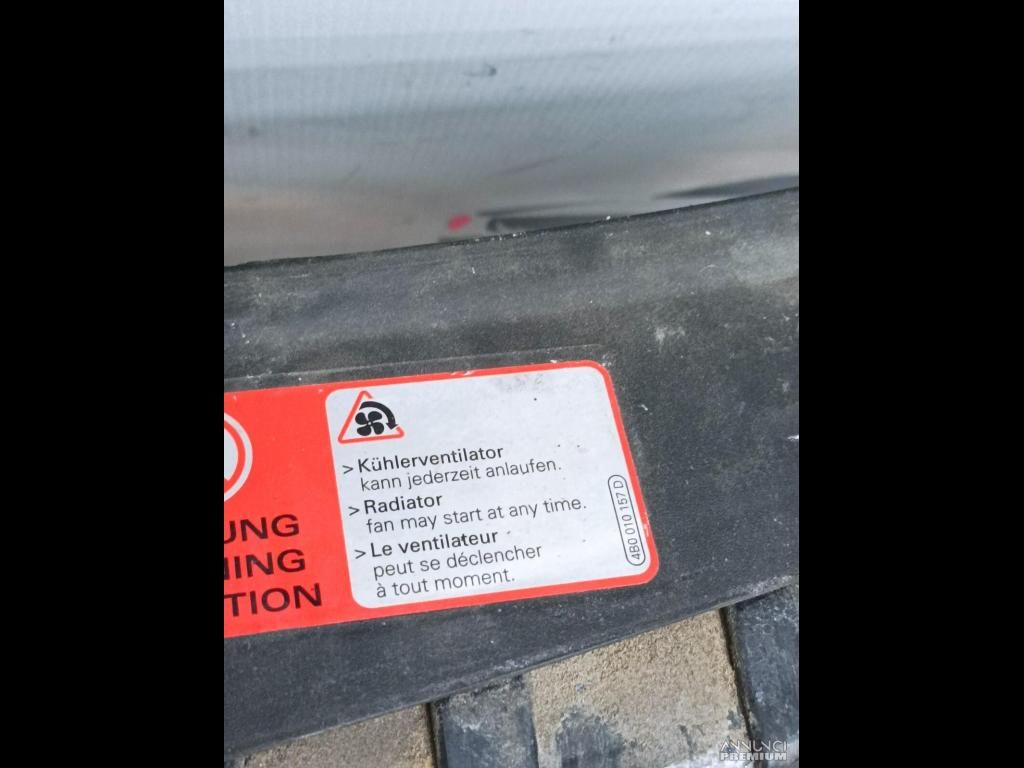 UNG
NING
TION
> Kühlerventilator
kann jederzeit anlaufen.
> Radiator
fan may start at any time.
> Le ventilateur
peut se déclencher
à tout moment.
4B0 010 157 D
ANNUNCI
PREMIUM